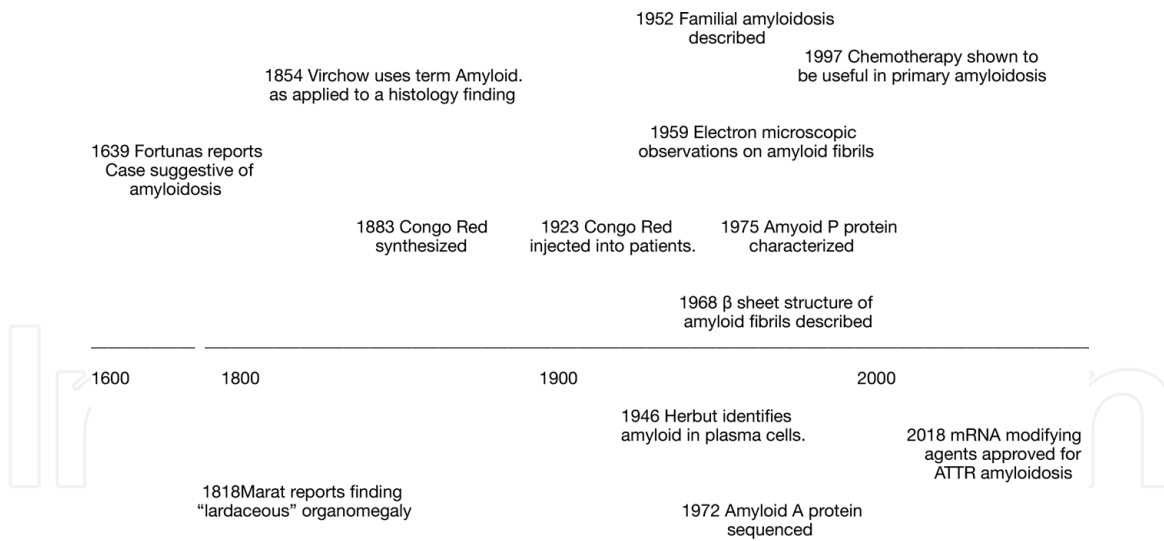 1952 Familial amyloidosis
described
1997 Chemotherapy shown to
be useful in primary amyloidosis
1854 Virchow uses term Amyloid.
as applied to a histology finding
1959 Electron microscopic
observations on amyloid fibrils
1639 Fortunas reports
Case suggestive of
amyloidosis
1883 Congo Red
synthesized
1923 Congo Red
injected into patients.
1975 Amyoid P protein
characterized
1968 β sheet structure of
amyloid fibrils described
1600
1800
1900
2000
1946 Herbut identifies
amyloid in plasma cells.
2018 mRNA modifying
agents approved for
ATTR amyloidosis
1818Marat reports finding
“lardaceous” organomegaly
1972 Amyloid A protein
sequenced